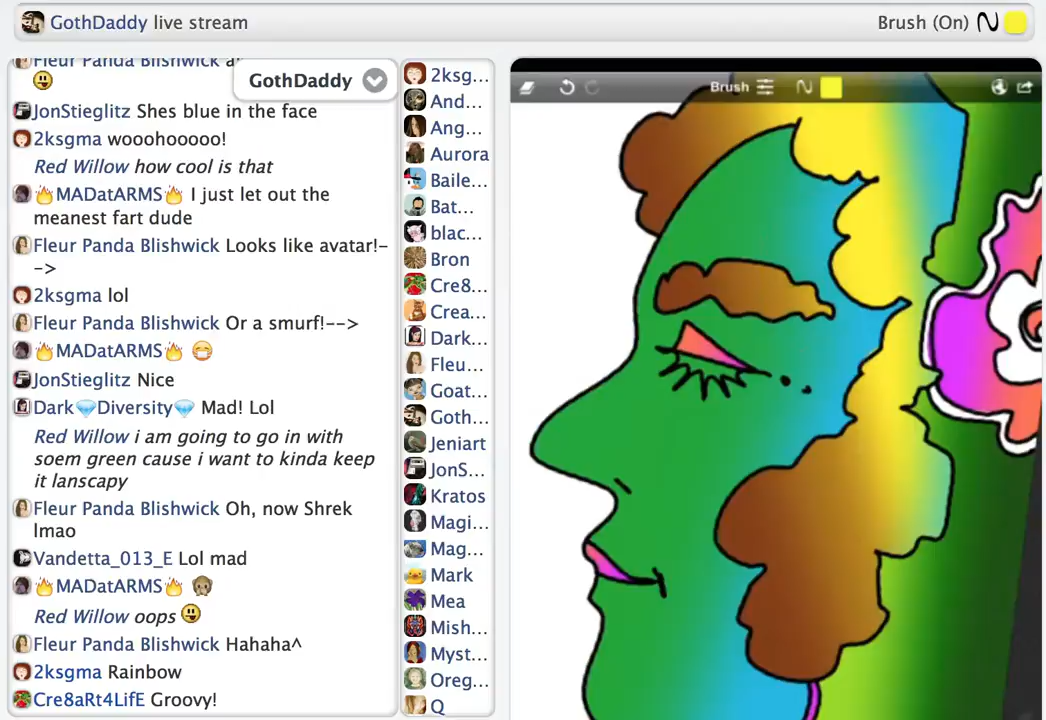 GothDaddy live stream
Brush (On)
Fleur Panda Blishwick
GothDaddy
JonStieglitz Shes blue in the face
2ksgma wooohooooo!
Red Willow how cool is that
MADatARMS I just let out the
meanest fart dude
Fleur Panda Blishwick Looks like avatar!-
->
2ksgma lol
Fleur Panda Blishwick Or a smurf!-->
MADatARMS
JonStieglitz Nice
Dark Diversity Mad! Lol
Red Willow i am going to go in with
soem green cause i want to kinda keep
it lanscapy
Fleur Panda Blishwick Oh, now Shrek
lmao
Vandetta_013_E Lol mad
MADatARMS
Red Willow oops
Fleur Panda Blishwick Hahaha^
2ksgma Rainbow
Cre8aRt4LifE Groovy!
2ksg...
And...
Ang...
Aurora
Baile...
Bat...
blac...
Bron
Cre8...
Crea...
Dark...
Fleu...
Goat...
Goth...
Jeniart
JonS...
Kratos
Magi...
Mag...
Mark
Mea
Mish...
Myst...
Oreg...
Q
Brush